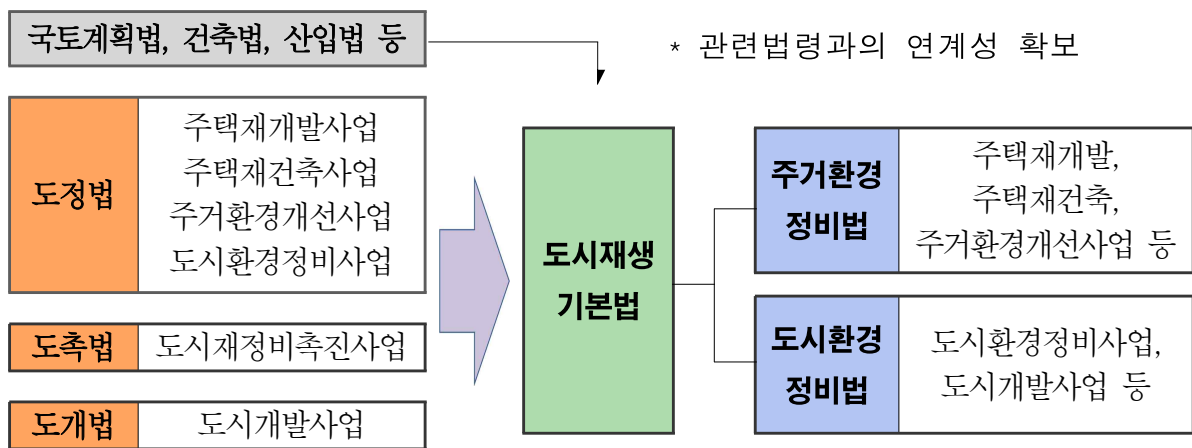 국토계획법, 건축법, 산입법 등
* 관련법령과의 연계성 확보
도정법
주택재개발사업
주택재건축사업
주거환경개선사업
도시환경정비사업
도촉법
도시재정비촉진사업
도개법
도시개발사업
도시재생
기본법
주거환경
정비법
주택재개발,
주택재건축,
주거환경개선사업 등
도시환경
정비법
도시환경정비사업,
도시개발사업 등